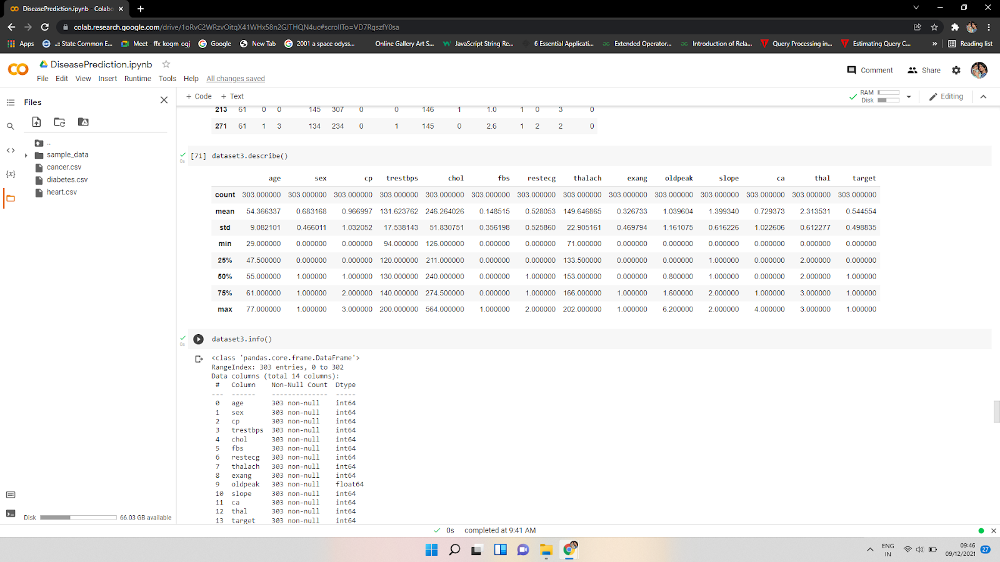 DiseasePrediction.ipynb - Colabo
colab.research.google.com/drive/1oRvC2WRzvOitqX41WHx58n2GJTHQN4uc#scrollTo=VD7RgszfY0sa
Apps ..:: State Common E... Meet - ffx-kogm-ogj Google New Tab 2001 a space odyss... Online Gallery Art S... JavaScript String Re... 6 Essential Applicati... Extended Operator... Introduction of Rela... Query Processing in... Estimating Query C... » Reading list
DiseasePrediction.ipynb
File Edit View Insert Runtime Tools Help All changes saved
Comment Share
Files
+ Code + Text
RAM
Disk
Editing
..
sample_data
cancer.csv
diabetes.csv
heart.csv
213 61 0 0 145 307 0 0 146 1 1.0 1 0 3 0
271 61 1 3 134 234 0 1 145 0 2.6 1 2 2 0
0s
[71] dataset3.describe()
age sex cp trestbps chol fbs restecg thalach exang oldpeak slope ca thal target
count 303.000000 303.000000 303.000000 303.000000 303.000000 303.000000 303.000000 303.000000 303.000000 303.000000 303.000000 303.000000 303.000000 303.000000
mean 54.366337 0.683168 0.966997 131.623762 246.264026 0.148515 0.528053 149.646865 0.326733 1.039604 1.399340 0.729373 2.313531 0.544554
std 9.082101 0.466011 1.032052 17.538143 51.830751 0.356198 0.525860 22.905161 0.469794 1.161075 0.616226 1.022606 0.612277 0.498835
min 29.000000 0.000000 0.000000 94.000000 126.000000 0.000000 0.000000 71.000000 0.000000 0.000000 0.000000 0.000000 0.000000 0.000000
25% 47.500000 0.000000 0.000000 120.000000 211.000000 0.000000 0.000000 133.500000 0.000000 0.000000 1.000000 0.000000 2.000000 0.000000
50% 55.000000 1.000000 1.000000 130.000000 240.000000 0.000000 1.000000 153.000000 0.000000 0.800000 1.000000 0.000000 2.000000 1.000000
75% 61.000000 1.000000 2.000000 140.000000 274.500000 0.000000 1.000000 166.000000 1.000000 1.600000 2.000000 1.000000 3.000000 1.000000
max 77.000000 1.000000 3.000000 200.000000 564.000000 1.000000 2.000000 202.000000 1.000000 6.200000 2.000000 4.000000 3.000000 1.000000
0s
dataset3.info()
<class 'pandas.core.frame.DataFrame'>
RangeIndex: 303 entries, 0 to 302
Data columns (total 14 columns):
# Column Non-Null Count Dtype
--- ------ -------------- -----
0 age 303 non-null int64
1 sex 303 non-null int64
2 cp 303 non-null int64
3 trestbps 303 non-null int64
4 chol 303 non-null int64
5 fbs 303 non-null int64
6 restecg 303 non-null int64
7 thalach 303 non-null int64
8 exang 303 non-null int64
9 oldpeak 303 non-null float64
10 slope 303 non-null int64
11 ca 303 non-null int64
12 thal 303 non-null int64
13 target 303 non-null int64
Disk 66.03 GB available
0s completed at 9:41 AM
ENG
IN
09:46
09/12/2021
27